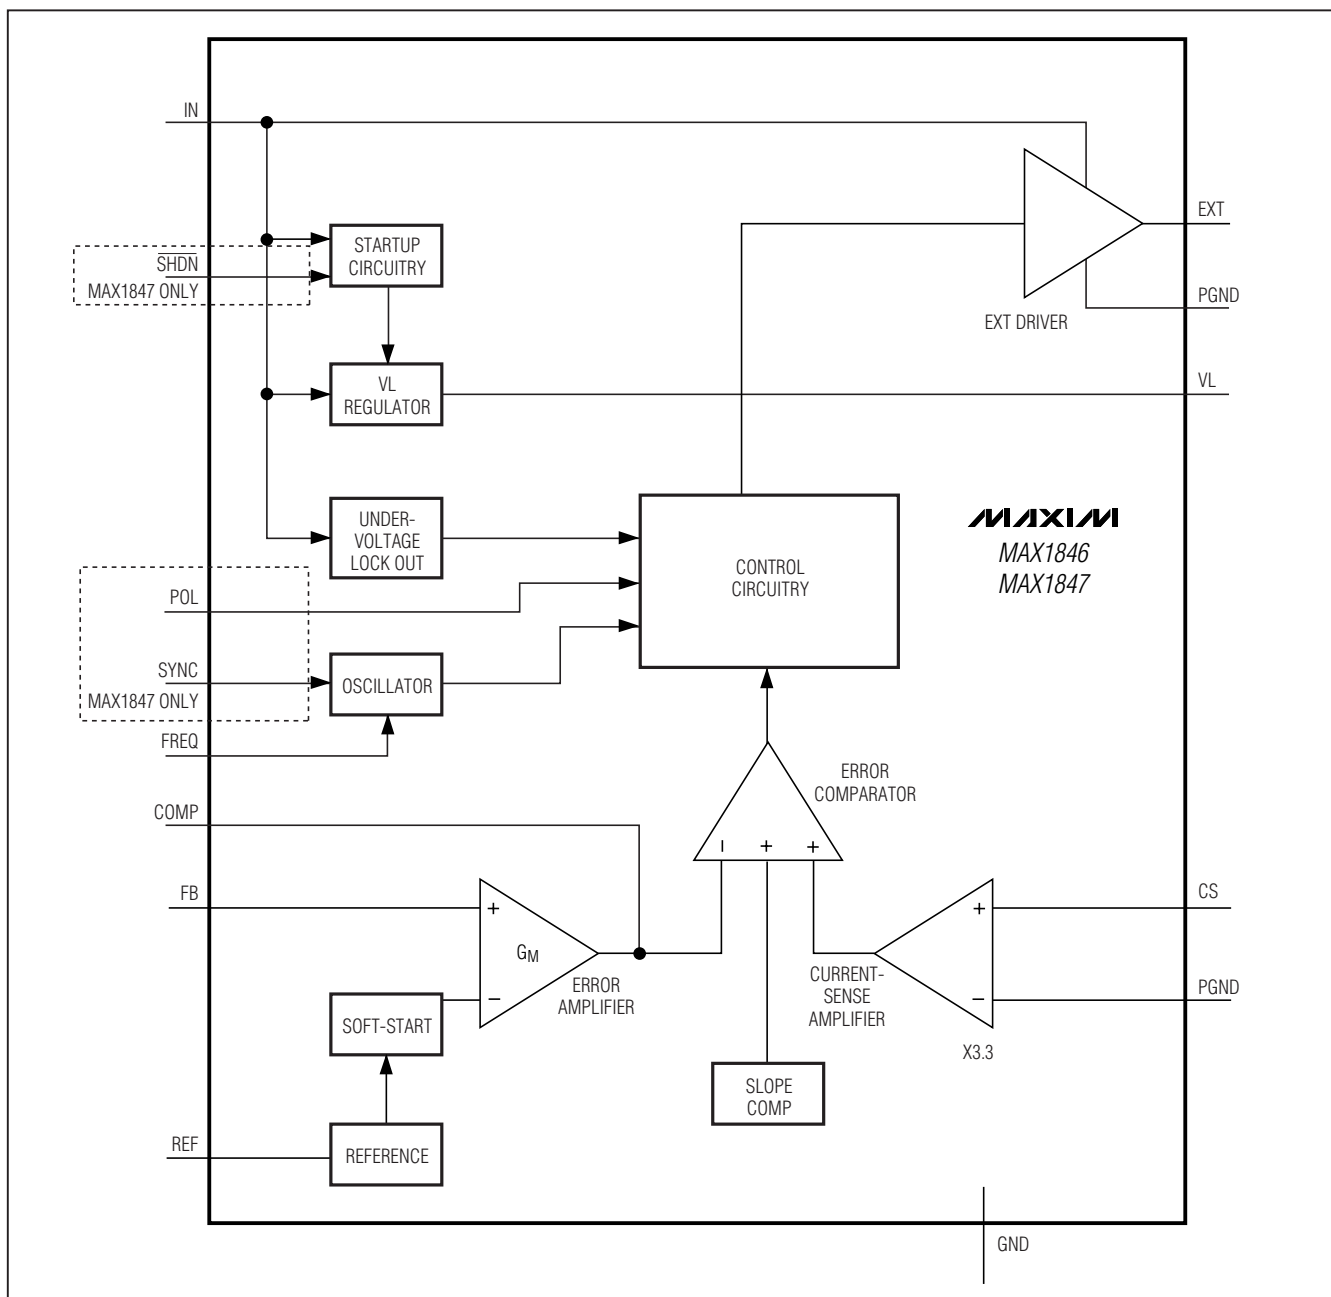 IN
EXT
STARTUP
CIRCUITRY
SHDN
MAX1847 ONLY
PGND
EXT DRIVER
VL
REGULATOR
VL
UNDER-
VOLTAGE
LOCK OUT
CONTROL
CIRCUITRY
MAXIM
MAX1846
MAX1847
POL
SYNC
MAX1847 ONLY
OSCILLATOR
FREQ
ERROR
COMPARATOR
COMP
− + +
FB
+
GM
−
ERROR
AMPLIFIER
CURRENT-
SENSE
AMPLIFIER
+
−
X3.3
CS
PGND
SOFT-START
SLOPE
COMP
REF
REFERENCE
GND